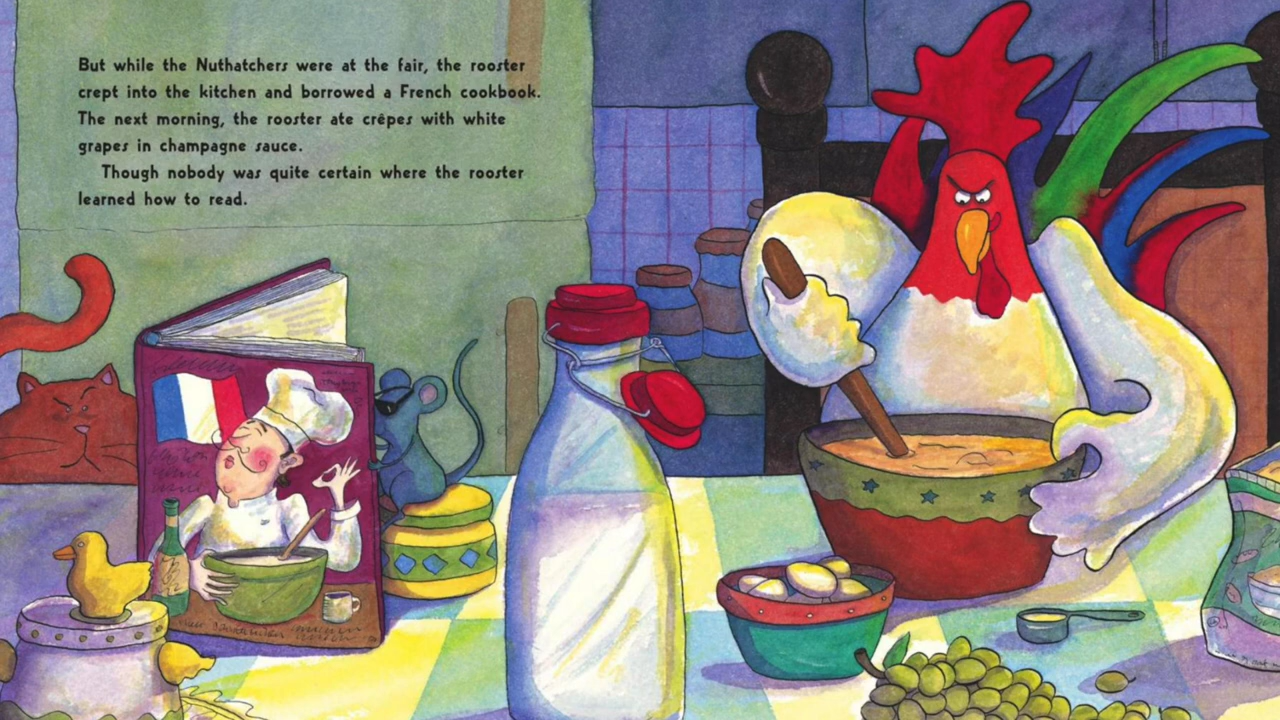 But while the Nuthatchers were at the fair, the rooster
crept into the kitchen and borrowed a French cookbook.
The next morning, the rooster ate crêpes with white
grapes in champagne sauce.
Though nobody was quite certain where the rooster
learned how to read.